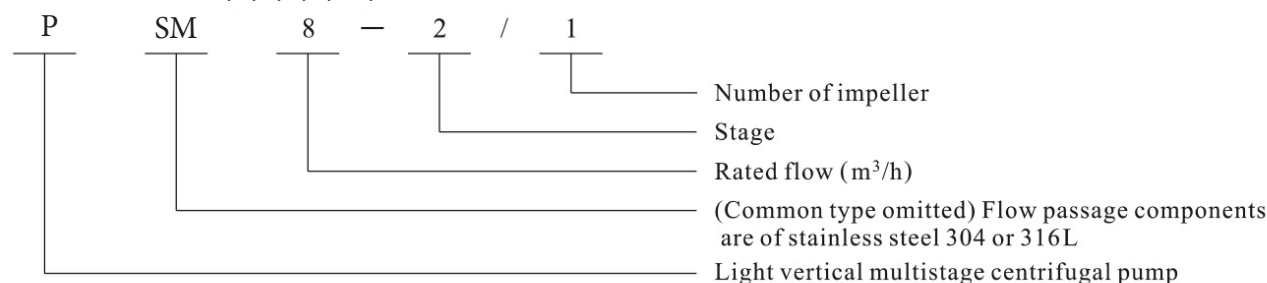 P SM 8 — 2 / 1
Number of impeller
Stage
Rated flow (m³/h)
(Common type omitted) Flow passage components
are of stainless steel 304 or 316L
Light vertical multistage centrifugal pump